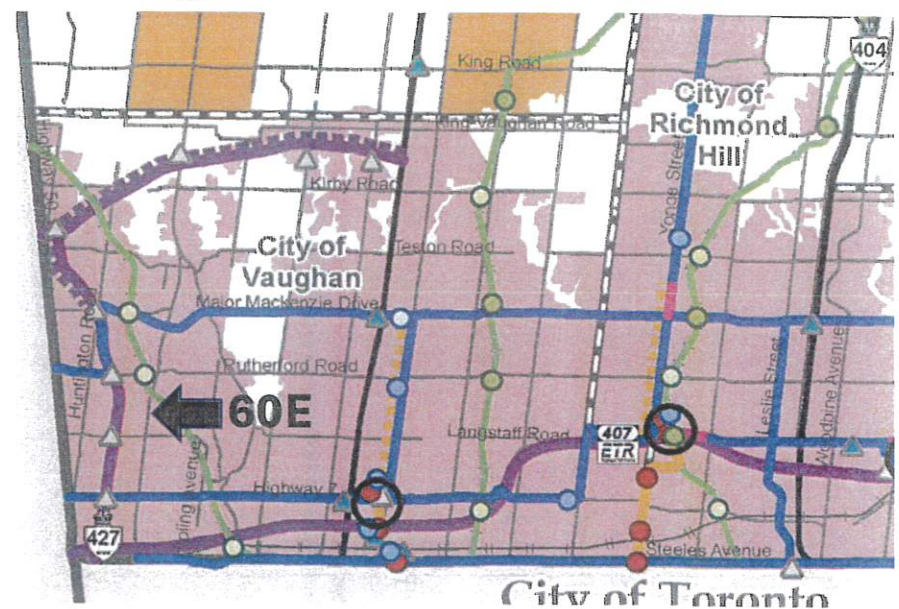 King Road
404
City of
Richmond
Hill
King-Vaughan Road
Yonge Street
Kirby Road
City of
Vaughan
Teston Road
Major Mackenzie Drive
Huntington Road
Rutherford Road
60E
Leslie Street
Woodbine Avenue
Langstaff Road
407
ETR
Highway 7
427
Steeles Avenue
City of Toronto